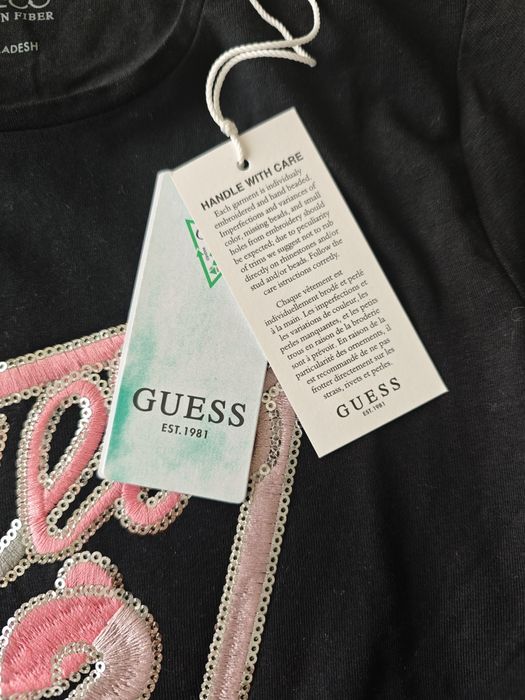 N FIBER
ADESH
HANDLE WITH CARE
Each garment is individualy
embroidered and hand beaded.
Imperfections and variances of
color, missing beads, and small
holes from embroidery should
be expected; due to peculiarity
of trims we suggest not to rub
directly on rhinestones and/or
stud and/or beads. Follow the
care istructions corretly.
Chaque vêtement est
individuellement brodé et perlé
à la main. Les imperfections et
les variations de couleur, les
perles manquantes, et les petits
trous en raison de la broderie
sont à prévoir. En raison de la
particularité des ornements, il
est recommandé de ne pas
frotter directement sur les
strass, rivets et perles.
GUESS
EST.1981
GUESS
EST.1981